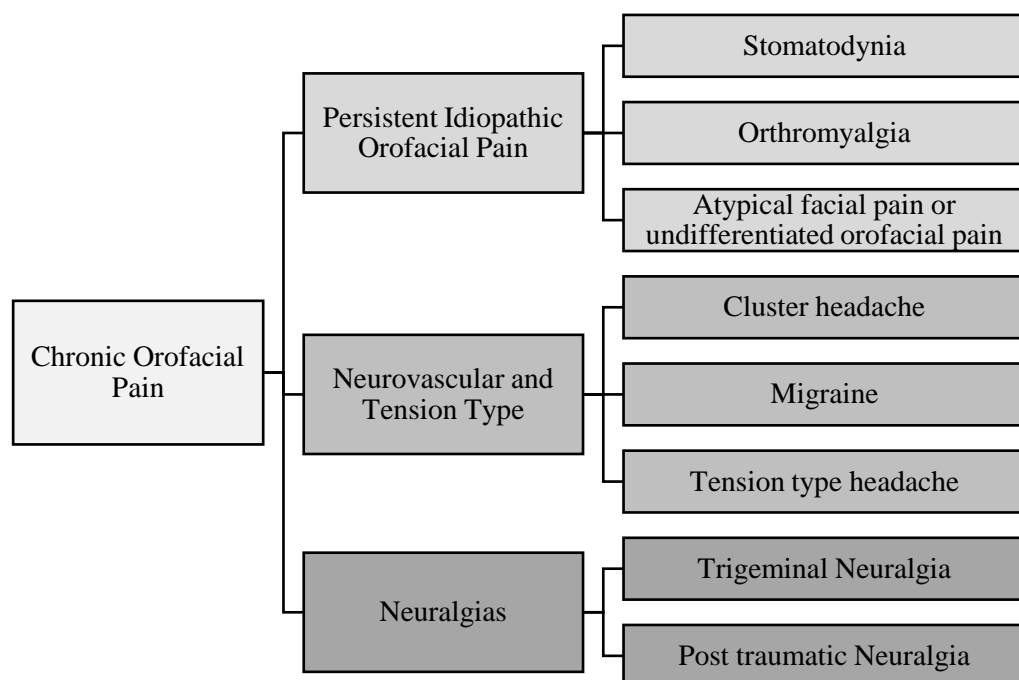 Chronic Orofacial
Pain
Persistent Idiopathic
Orofacial Pain
Stomatodynia
Orthromyalgia
Atypical facial pain or
undifferentiated orofacial pain
Neurovascular and
Tension Type
Cluster headache
Migraine
Tension type headache
Neuralgias
Trigeminal Neuralgia
Post traumatic Neuralgia